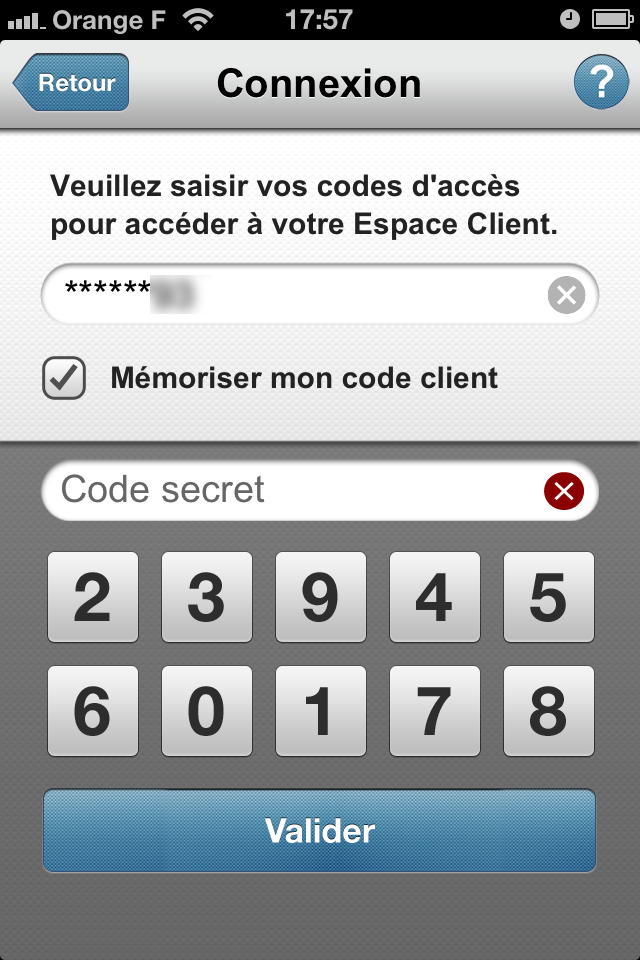 Orange F 17:57
Retour Connexion ?
Veuillez saisir vos codes d'accès
pour accéder à votre Espace Client.
******
Mémoriser mon code client
Code secret
2 3 9 4 5
6 0 1 7 8
Valider